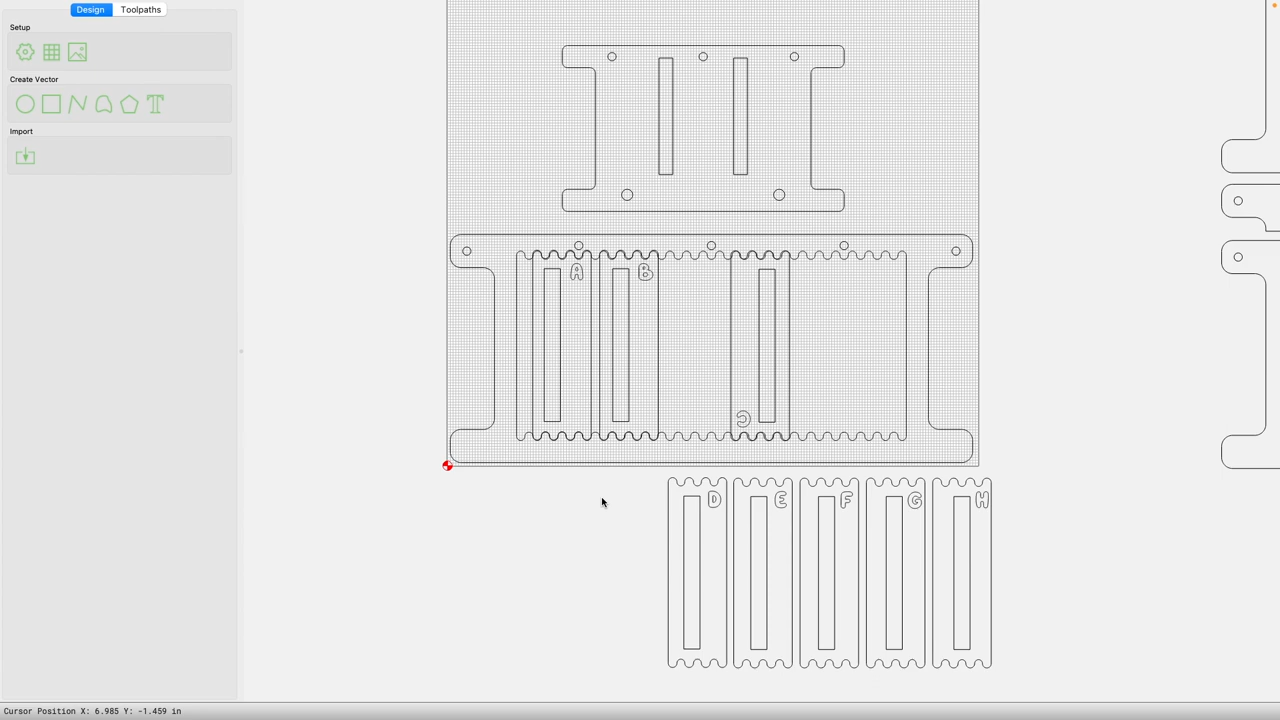 Design Toolpaths
Setup
Create Vector
T
Import
A B
C
D E F G H
Cursor Position X: 6.985 Y: -1.459 in